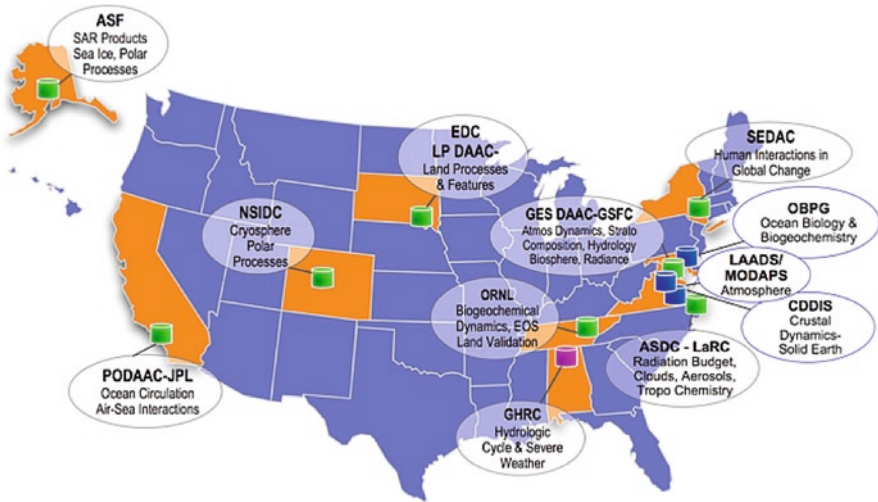 ASF
SAR Products
Sea Ice, Polar
Processes
EDC
LP DAAC-
Land Processes
& Features
SEDAC
Human Interactions in
Global Change
NSIDC
Cryosphere
Polar
Processes
GES DAAC-GSFC
Atmos Dynamics, Strato
Composition, Hydrology
Biosphere, Radiance
OBPG
Ocean Biology &
Biogeochemistry
LAADS/
MODAPS
Atmosphere
ORNL
Biogeochemical
Dynamics, EOS
Land Validation
CDDIS
Crustal
Dynamics-
Solid Earth
PODAAC-JPL
Ocean Circulation
Air-Sea Interactions
ASDC - LaRC
Radiation Budget,
Clouds, Aerosols,
Tropo Chemistry
GHRC
Hydrologic
Cycle & Severe
Weather